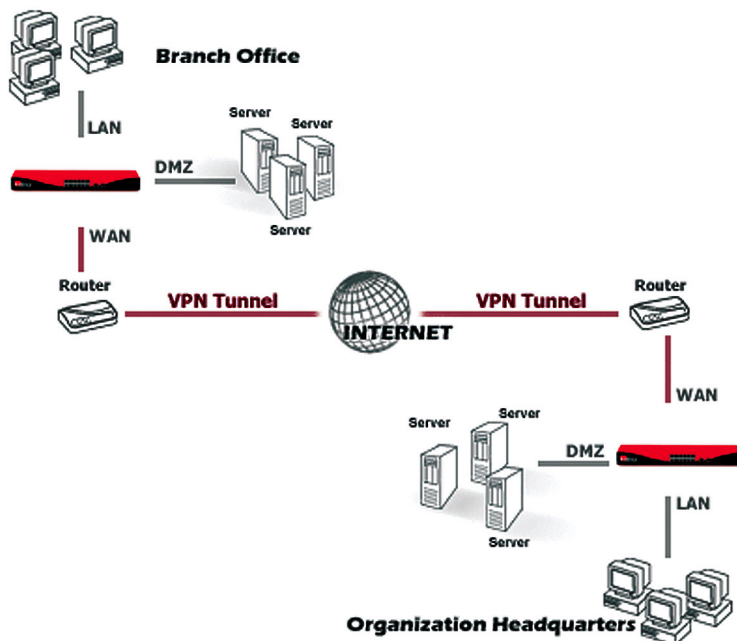 Branch Office
LAN
Server
Server
DMZ
Server
WAN
Router
VPN Tunnel
INTERNET
VPN Tunnel
Router
WAN
Server
Server
DMZ
LAN
Server
Organization Headquarters